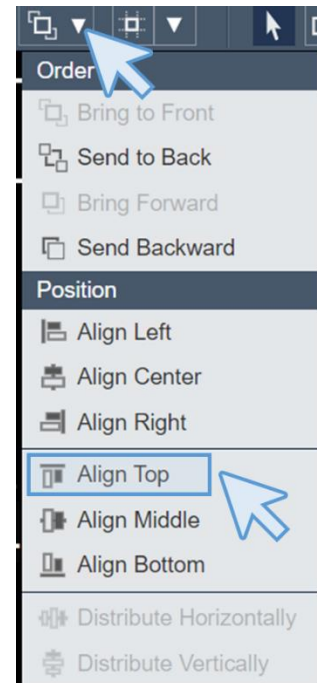 Order
Bring to Front
Send to Back
Bring Forward
Send Backward
Position
Align Left
Align Center
Align Right
Align Top
Align Middle
Align Bottom
Distribute Horizontally
Distribute Vertically